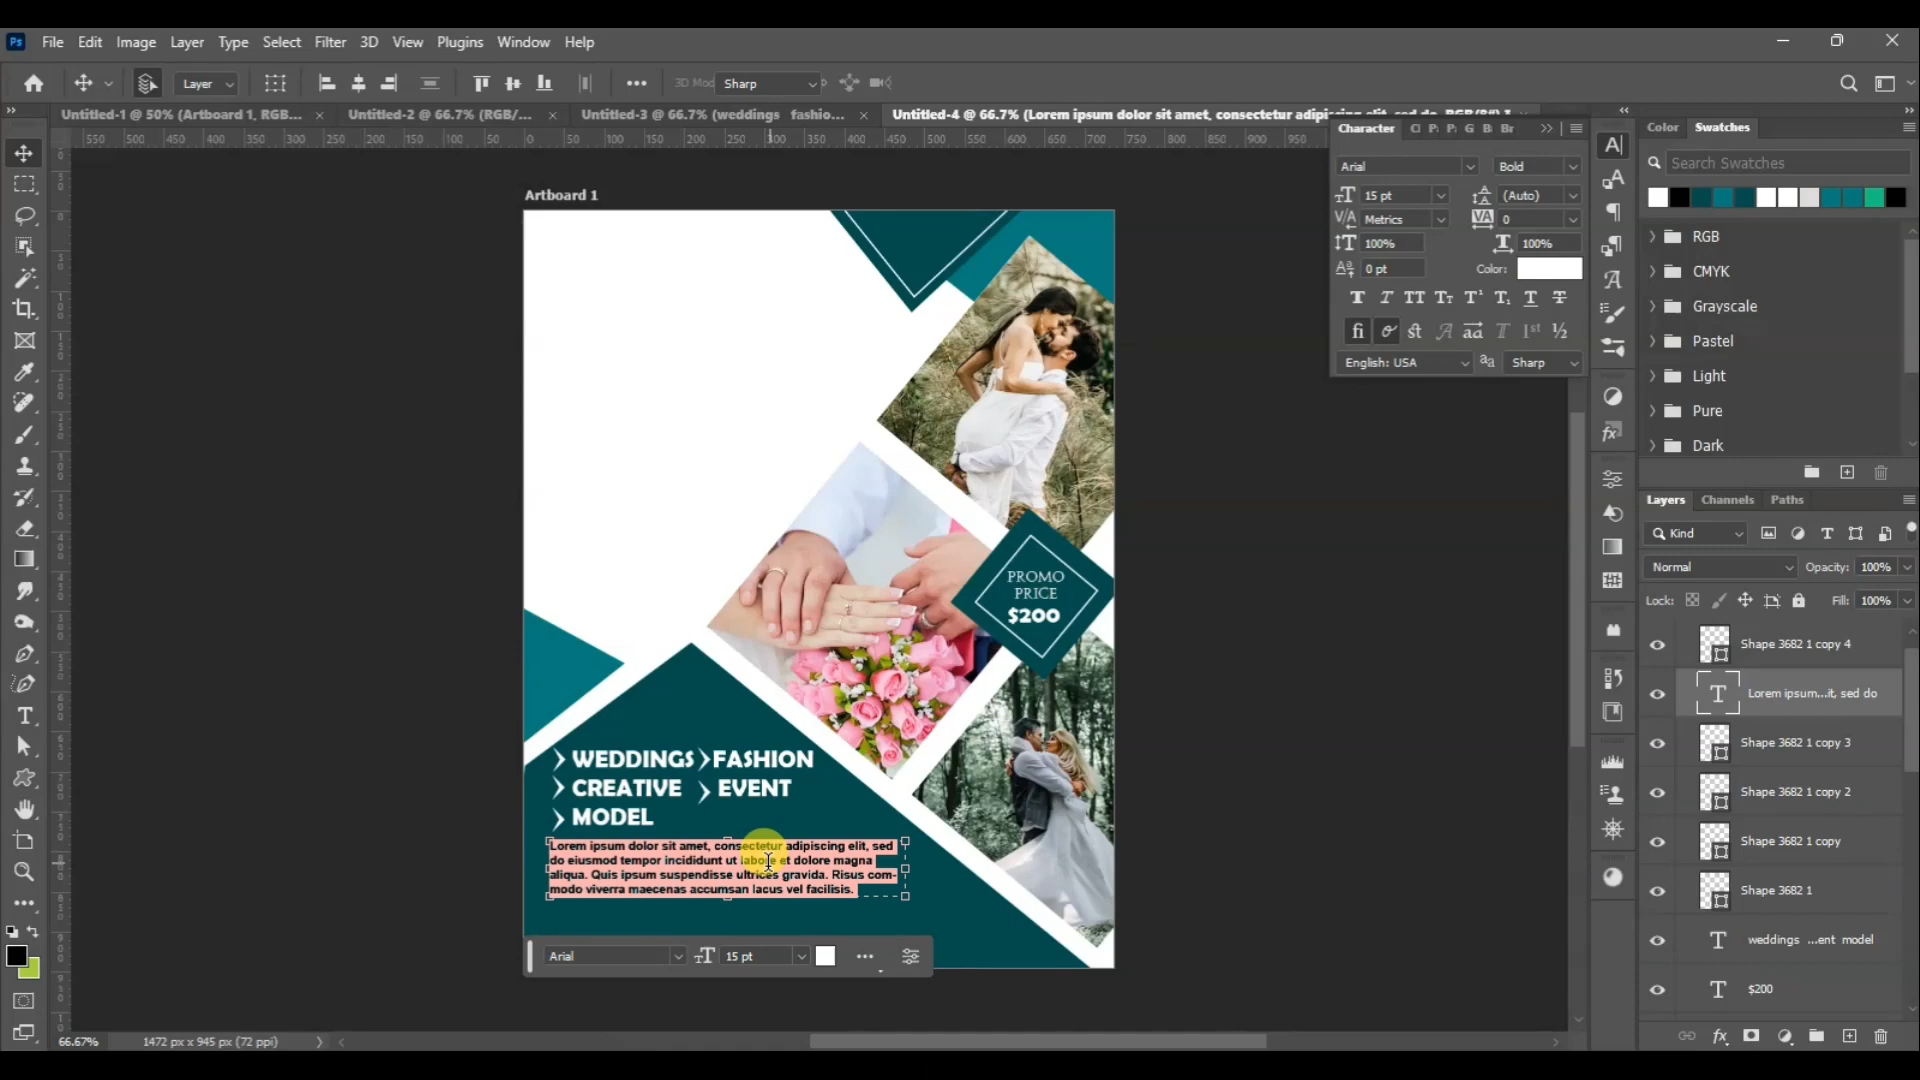 Ps File Edit Image Layer Type Select Filter 3D View Plugins Window Help
Layer
Sharp
Untitled-1 @ 50% (Artboard 1, RGB...
Untitled-2 @ 66.7% (RGB/...
Untitled-3 @ 66.7% (weddings fashio...
Untitled-4 @ 66.7% (Lorem ipsum dolor sit amet, consectetur
Artboard 1
PROMO
PRICE
$200
WEDDINGS FASHION
CREATIVE EVENT
MODEL
Lorem ipsum dolor sit amet, consectetur adipiscing elit, sed
do eiusmod tempor incididunt ut labore et dolore magna
aliqua. Quis ipsum suspendisse ultrices gravida. Risus com-
modo viverra maecenas accumsan lacus vel facilisis.
Arial 15 pt
66.67% 1472 px x 945 px (72 ppi)
Character
Arial Bold
15 pt (Auto)
Metrics 0
100% 100%
0 pt Color:
English: USA Sharp
Color Swatches
Search Swatches
RGB
CMYK
Grayscale
Pastel
Light
Pure
Dark
Layers Channels Paths
Kind
Normal Opacity: 100%
Lock: Fill: 100%
Shape 3682 1 copy 4
Lorem ipsum...it, sed do
Shape 3682 1 copy 3
Shape 3682 1 copy 2
Shape 3682 1 copy
Shape 3682 1
weddings ...ent model
$200